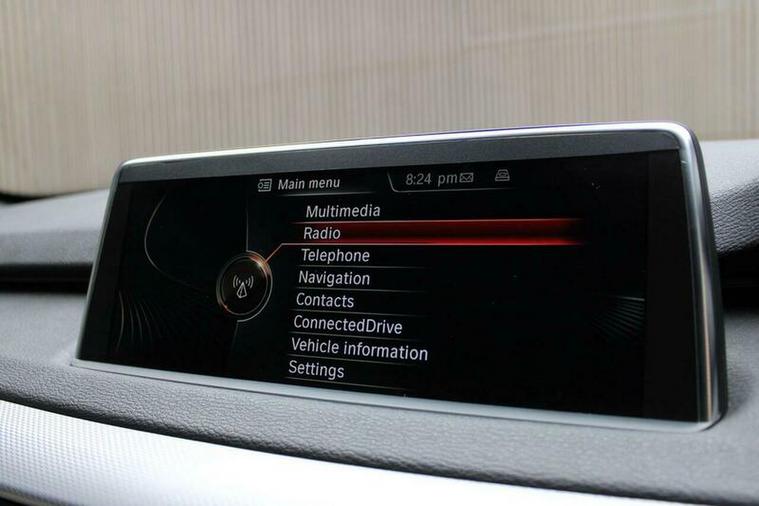 Main menu
8:24 pm
Multimedia
Radio
Telephone
Navigation
Contacts
ConnectedDrive
Vehicle information
Settings